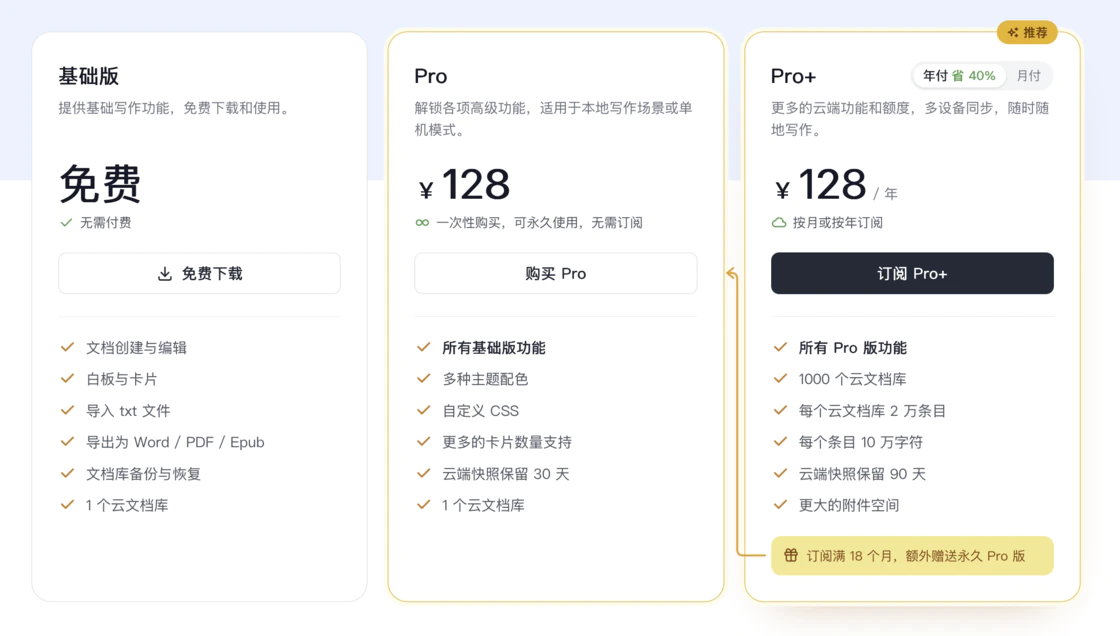 基础版
提供基础写作功能，免费下载和使用。
免费
无需付费
免费下载
文档创建与编辑
白板与卡片
导入 txt 文件
导出为 Word / PDF / Epub
文档库备份与恢复
1 个云文档库
Pro
解锁各项高级功能，适用于本地写作场景或单
机模式。
¥ 128
一次性购买，可永久使用，无需订阅
购买 Pro
所有基础版功能
多种主题配色
自定义 CSS
更多的卡片数量支持
云端快照保留 30 天
1 个云文档库
推荐
Pro+
年付 省 40% 月付
更多的云端功能和额度，多设备同步，随时随
地写作。
¥ 128 / 年
按月或按年订阅
订阅 Pro+
所有 Pro 版功能
1000 个云文档库
每个云文档库 2 万条目
每个条目 10 万字符
云端快照保留 90 天
更大的附件空间
订阅满 18 个月，额外赠送永久 Pro 版